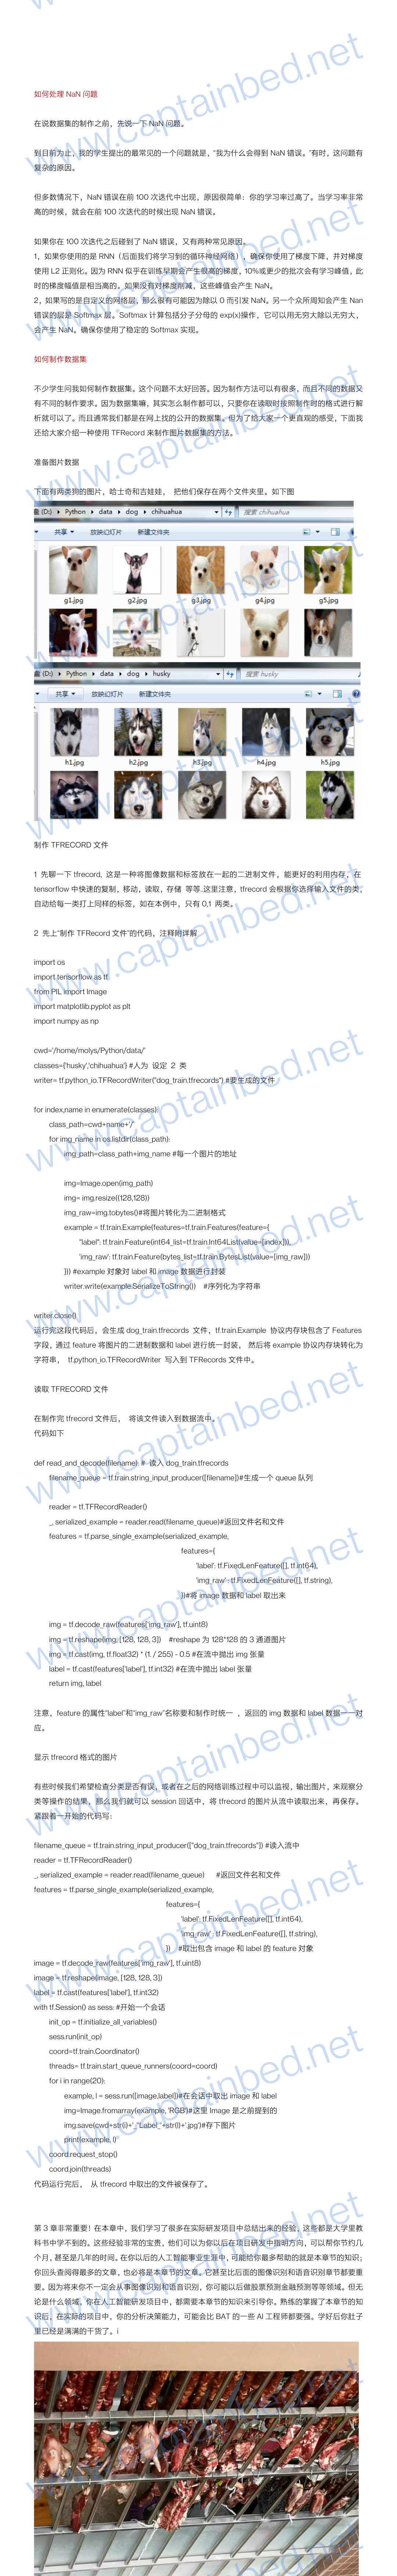 如何处理 NaN 问题
在说数据集的制作之前，先说一下 NaN 问题。
到目前为止，我的学生提出的最常见的一个问题就是，“我为什么会得到 NaN 错误。”有时，这问题有
复杂的原因。
但多数情况下，NaN 错误在前 100 次迭代中出现，原因很简单：你的学习率过高了。当学习率非常
高的时候，就会在前 100 次迭代的时候出现 NaN 错误。
如果你在 100 次迭代之后碰到了 NaN 错误，又有两种常见原因。
1，如果你使用的是 RNN（后面我们将学习到的循环神经网络），确保你使用了梯度下降，并对梯度
使用 L2 正则化。因为 RNN 似乎在训练早期会产生很高的梯度，10%或更少的批次会有学习峰值，此
时的梯度幅值是相当高的。如果没有对梯度削减，这些峰值会产生 NaN。
2，如果写的是自定义的网络层，那么很有可能因为除以 0 而引发 NaN。另一个众所周知会产生 Nan
错误的层是 Softmax 层。Softmax 计算包括分子分母的 exp(x)操作，它可以用无穷大除以无穷大，
会产生 NaN。确保你使用了稳定的 Softmax 实现。
如何制作数据集
不少学生问我如何制作数据集。这个问题不太好回答。因为制作方法可以有很多，而且不同的数据又
有不同的制作要求。因为数据集嘛，其实怎么制作都可以，只要你在读取时按照制作时的格式进行解
析就可以了。而且通常我们都是在网上找的公开的数据集。但为了给大家一个更直观的感受，下面我
还给大家介绍一种使用 TFRecord 来制作图片数据集的方法。
准备图片数据
下面有两类狗的图片，哈士奇和吉娃娃， 把他们保存在两个文件夹里。如下图
(D:) ▸ Python ▸ data ▸ dog ▸ chihuahua
搜索 chihuahua
共享 ▾ 放映幻灯片 新建文件夹
g1.jpg g2.jpg g3.jpg g4.jpg g5.jpg
(D:) ▸ Python ▸ data ▸ dog ▸ husky
搜索 husky
共享 ▾ 放映幻灯片 新建文件夹
h1.jpg h2.jpg h3.jpg h4.jpg h5.jpg
制作 TFRECORD 文件
1 先聊一下 tfrecord, 这是一种将图像数据和标签放在一起的二进制文件，能更好的利用内存，在
tensorflow 中快速的复制，移动，读取，存储 等等..这里注意，tfrecord 会根据你选择输入文件的类，
自动给每一类打上同样的标签，如在本例中，只有 0,1 两类。
2 先上“制作 TFRecord 文件”的代码，注释附详解
import os
import tensorflow as tf
from PIL import Image
import matplotlib.pyplot as plt
import numpy as np
cwd='/home/molys/Python/data/'
classes={'husky','chihuahua'} #人为 设定 2 类
writer= tf.python_io.TFRecordWriter("dog_train.tfrecords") #要生成的文件
for index,name in enumerate(classes):
class_path=cwd+name+'/'
for img_name in os.listdir(class_path):
img_path=class_path+img_name #每一个图片的地址
img=Image.open(img_path)
img= img.resize((128,128))
img_raw=img.tobytes()#将图片转化为二进制格式
example = tf.train.Example(features=tf.train.Features(feature={
"label": tf.train.Feature(int64_list=tf.train.Int64List(value=[index])),
'img_raw': tf.train.Feature(bytes_list=tf.train.BytesList(value=[img_raw]))
})) #example 对象对 label 和 image 数据进行封装
writer.write(example.SerializeToString()) #序列化为字符串
writer.close()
运行完这段代码后，会生成 dog_train.tfrecords 文件，tf.train.Example 协议内存块包含了 Features
字段，通过 feature 将图片的二进制数据和 label 进行统一封装， 然后将 example 协议内存块转化为
字符串， tf.python_io.TFRecordWriter 写入到 TFRecords 文件中。
读取 TFRECORD 文件
在制作完 tfrecord 文件后， 将该文件读入到数据流中。
代码如下
def read_and_decode(filename): # 读入 dog_train.tfrecords
filename_queue = tf.train.string_input_producer([filename])#生成一个 queue 队列
reader = tf.TFRecordReader()
_, serialized_example = reader.read(filename_queue)#返回文件名和文件
features = tf.parse_single_example(serialized_example,
features={
'label': tf.FixedLenFeature([], tf.int64),
'img_raw' : tf.FixedLenFeature([], tf.string),
})#将 image 数据和 label 取出来
img = tf.decode_raw(features['img_raw'], tf.uint8)
img = tf.reshape(img, [128, 128, 3]) #reshape 为 128*128 的 3 通道图片
img = tf.cast(img, tf.float32) * (1. / 255) - 0.5 #在流中抛出 img 张量
label = tf.cast(features['label'], tf.int32) #在流中抛出 label 张量
return img, label
注意，feature 的属性“label”和“img_raw”名称要和制作时统一 ，返回的 img 数据和 label 数据一一对
应。
显示 tfrecord 格式的图片
有些时候我们希望检查分类是否有误，或者在之后的网络训练过程中可以监视，输出图片，来观察分
类等操作的结果，那么我们就可以 session 回话中，将 tfrecord 的图片从流中读取出来，再保存。
紧跟着一开始的代码写：
filename_queue = tf.train.string_input_producer(["dog_train.tfrecords"]) #读入流中
reader = tf.TFRecordReader()
_, serialized_example = reader.read(filename_queue) #返回文件名和文件
features = tf.parse_single_example(serialized_example,
features={
'label': tf.FixedLenFeature([], tf.int64),
'img_raw' : tf.FixedLenFeature([], tf.string),
}) #取出包含 image 和 label 的 feature 对象
image = tf.decode_raw(features['img_raw'], tf.uint8)
image = tf.reshape(image, [128, 128, 3])
label = tf.cast(features['label'], tf.int32)
with tf.Session() as sess: #开始一个会话
init_op = tf.initialize_all_variables()
sess.run(init_op)
coord=tf.train.Coordinator()
threads= tf.train.start_queue_runners(coord=coord)
for i in range(20):
example, l = sess.run([image,label])#在会话中取出 image 和 label
img=Image.fromarray(example, 'RGB')#这里 Image 是之前提到的
img.save(cwd+str(i)+'_''Label_'+str(l)+'.jpg')#存下图片
print(example, l)
coord.request_stop()
coord.join(threads)
代码运行完后， 从 tfrecord 中取出的文件被保存了。
第 3 章非常重要！在本章中，我们学习了很多在实际研发项目中总结出来的经验，这些都是大学里教
科书中学不到的。这些经验非常的宝贵，他们可以为你以后在项目研发中指明方向，可以帮你节约几
个月，甚至是几年的时间。在你以后的人工智能事业生涯中，可能给你最多帮助的就是本章节的知识；
你回头查阅得最多的文章，也必将是本章节的文章。它甚至比后面的图像识别和语音识别章节都要重
要。因为将来你不一定会从事图像识别和语音识别，你可能以后做股票预测金融预测等等领域。但无
论是什么领域，你在人工智能研发项目中，都需要本章节的知识来引导你。熟练的掌握了本章节的知
识后，在实际的项目中，你的分析决策能力，可能会比 BAT 的一些 AI 工程师都要强。学好后你肚子
里已经是满满的干货了。i
www.captainbed.net